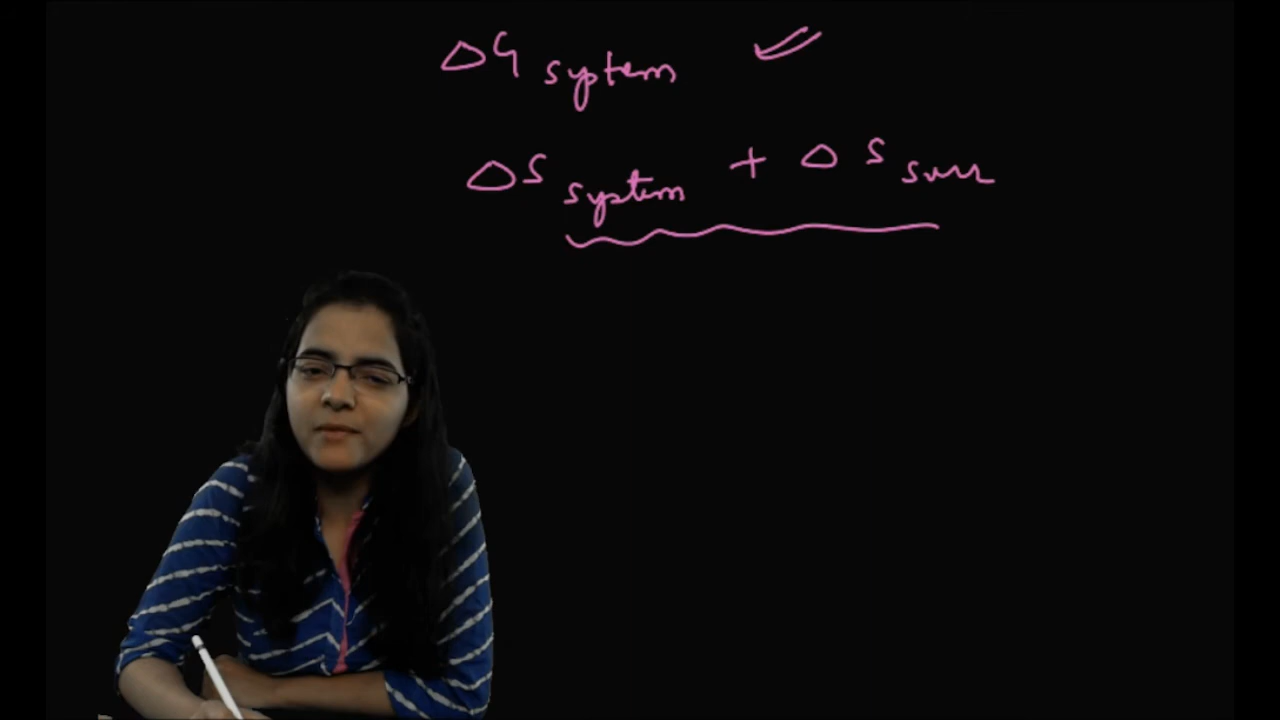 ΔG system ✓
ΔS system + ΔS surr